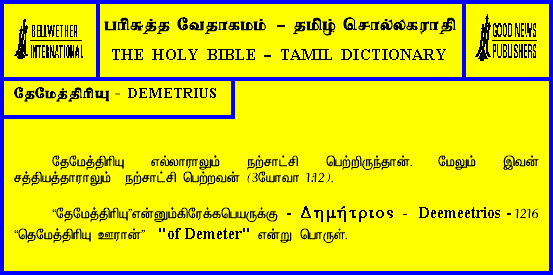 BELLWETHER
INTERNATIONAL
பரிசுத்த வேதாகமம் – தமிழ் சொல்லகராதி
THE HOLY BIBLE – TAMIL DICTIONARY
GOOD NEWS
PUBLISHERS
தேமேத்திரியு - DEMETRIUS
தேமேத்திரியு எல்லாராலும் நற்சாட்சி பெற்றிருந்தான். மேலும் இவன்
சத்தியத்தாராலும் நற்சாட்சி பெற்றவன் (3யோவா 1:12).
“தேமேத்திரியு”என்னும்கிரேக்கபெயருக்கு - Δημήτριος - Deemeetrios - 1216
“தெமேத்திரியு ஊரான்” "of Demeter" என்று பொருள்.